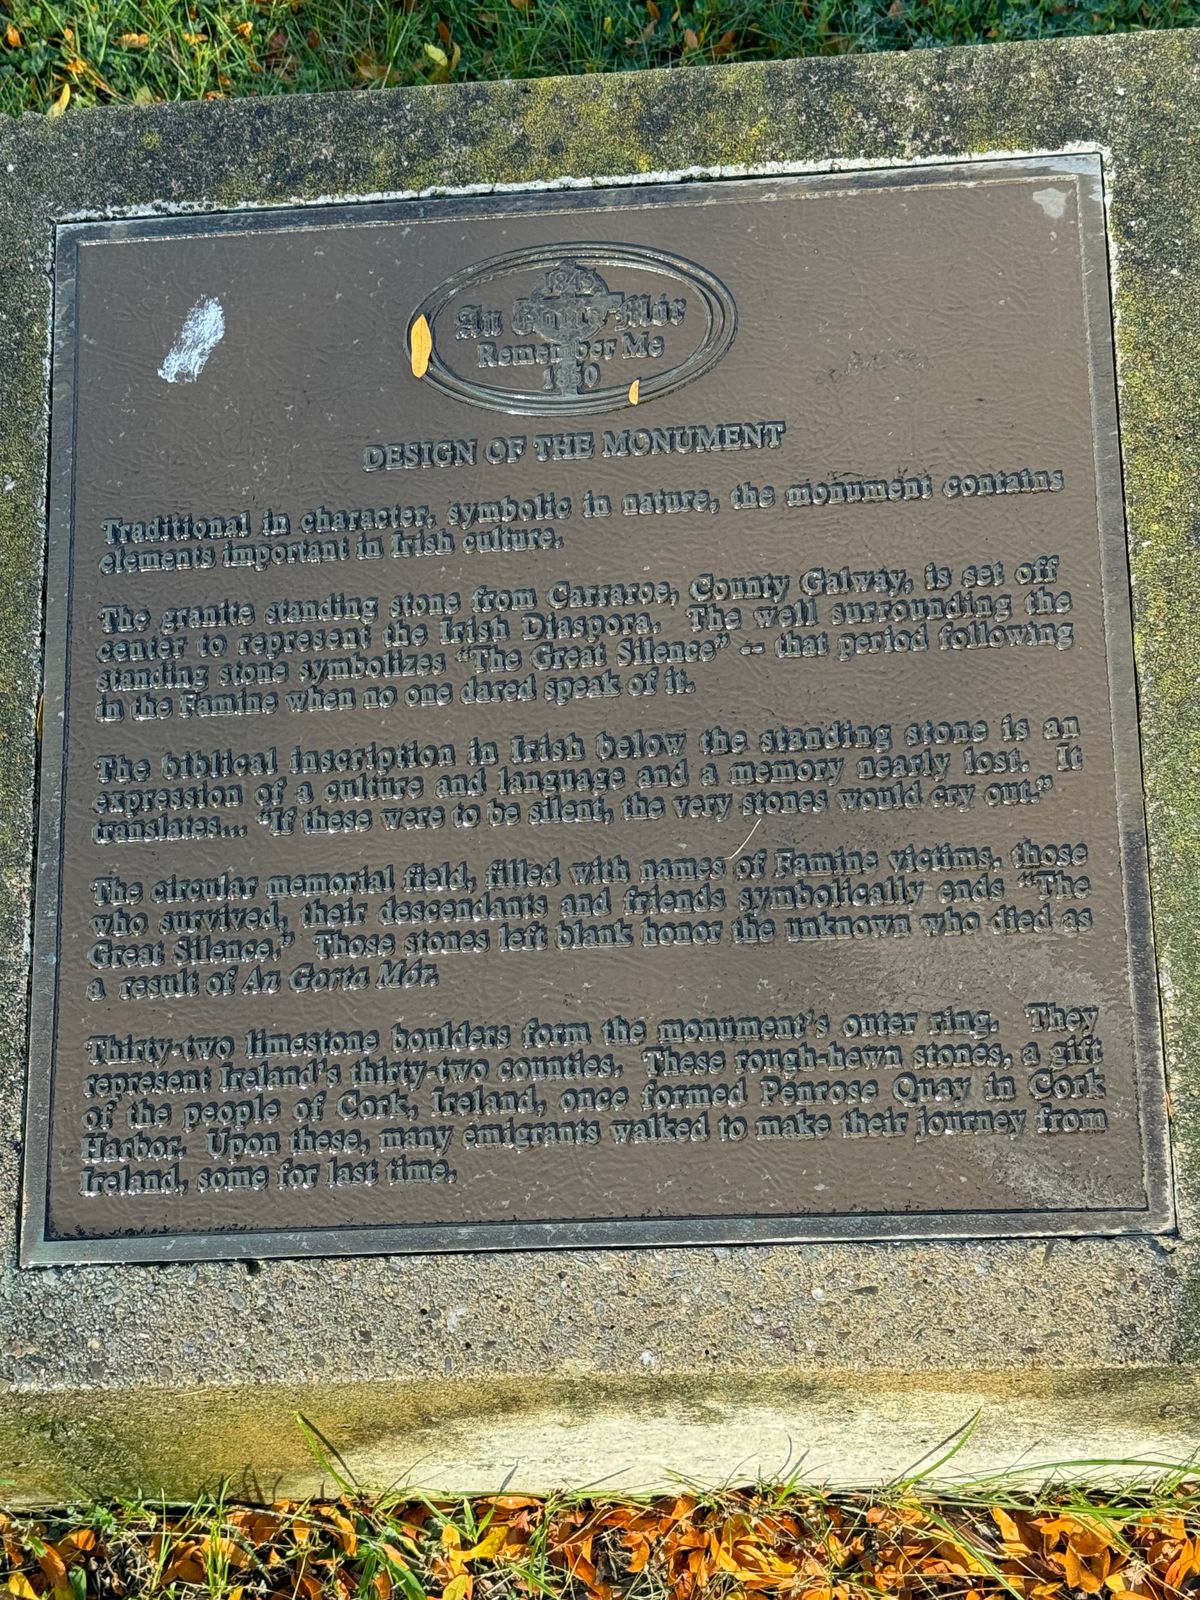 1845
An Gorta Mór
Remember Me
1850
DESIGN OF THE MONUMENT
Traditional in character, symbolic in nature, the monument contains
elements important in Irish culture.
The granite standing stone from Carraroe, County Galway, is set off
center to represent the Irish Diaspora. The well surrounding the
standing stone symbolizes "The Great Silence" -- that period following
in the Famine when no one dared speak of it.
The biblical inscription in Irish below the standing stone is an
expression of a culture and language and a memory nearly lost. It
translates... "If these were to be silent, the very stones would cry out."
The circular memorial field, filled with names of Famine victims, those
who survived, their descendants and friends symbolically ends "The
Great Silence." Those stones left blank honor the unknown who died as
a result of An Gorta Mór.
Thirty-two limestone boulders form the monument's outer ring. They
represent Ireland's thirty-two counties. These rough-hewn stones, a gift
of the people of Cork, Ireland, once formed Penrose Quay in Cork
Harbor. Upon these, many emigrants walked to make their journey from
Ireland, some for last time.